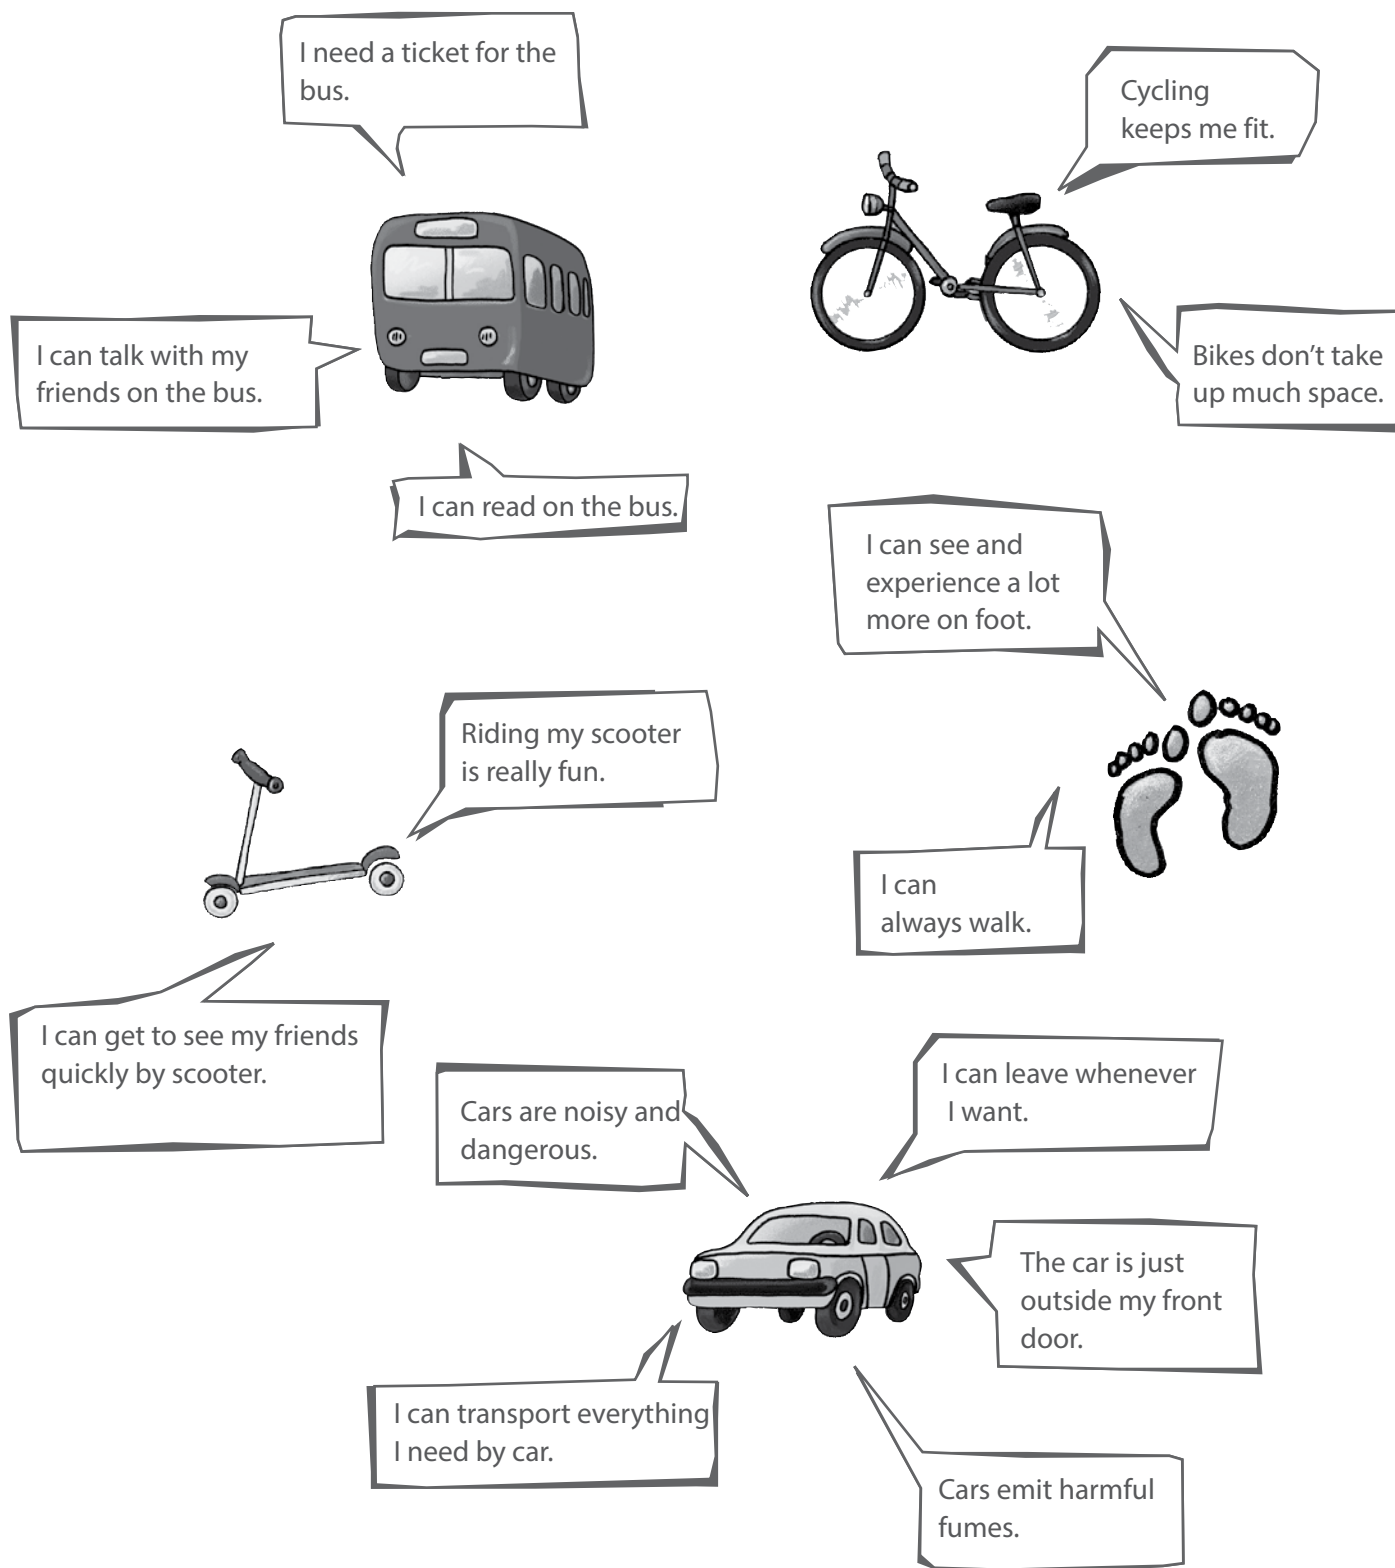 I need a ticket for the
bus.
Cycling
keeps me fit.
I can talk with my
friends on the bus.
Bikes don't take
up much space.
I can read on the bus.
I can see and
experience a lot
more on foot.
Riding my scooter
is really fun.
I can
always walk.
I can get to see my friends
quickly by scooter.
Cars are noisy and
dangerous.
I can leave whenever
I want.
The car is just
outside my front
door.
I can transport everything
I need by car.
Cars emit harmful
fumes.